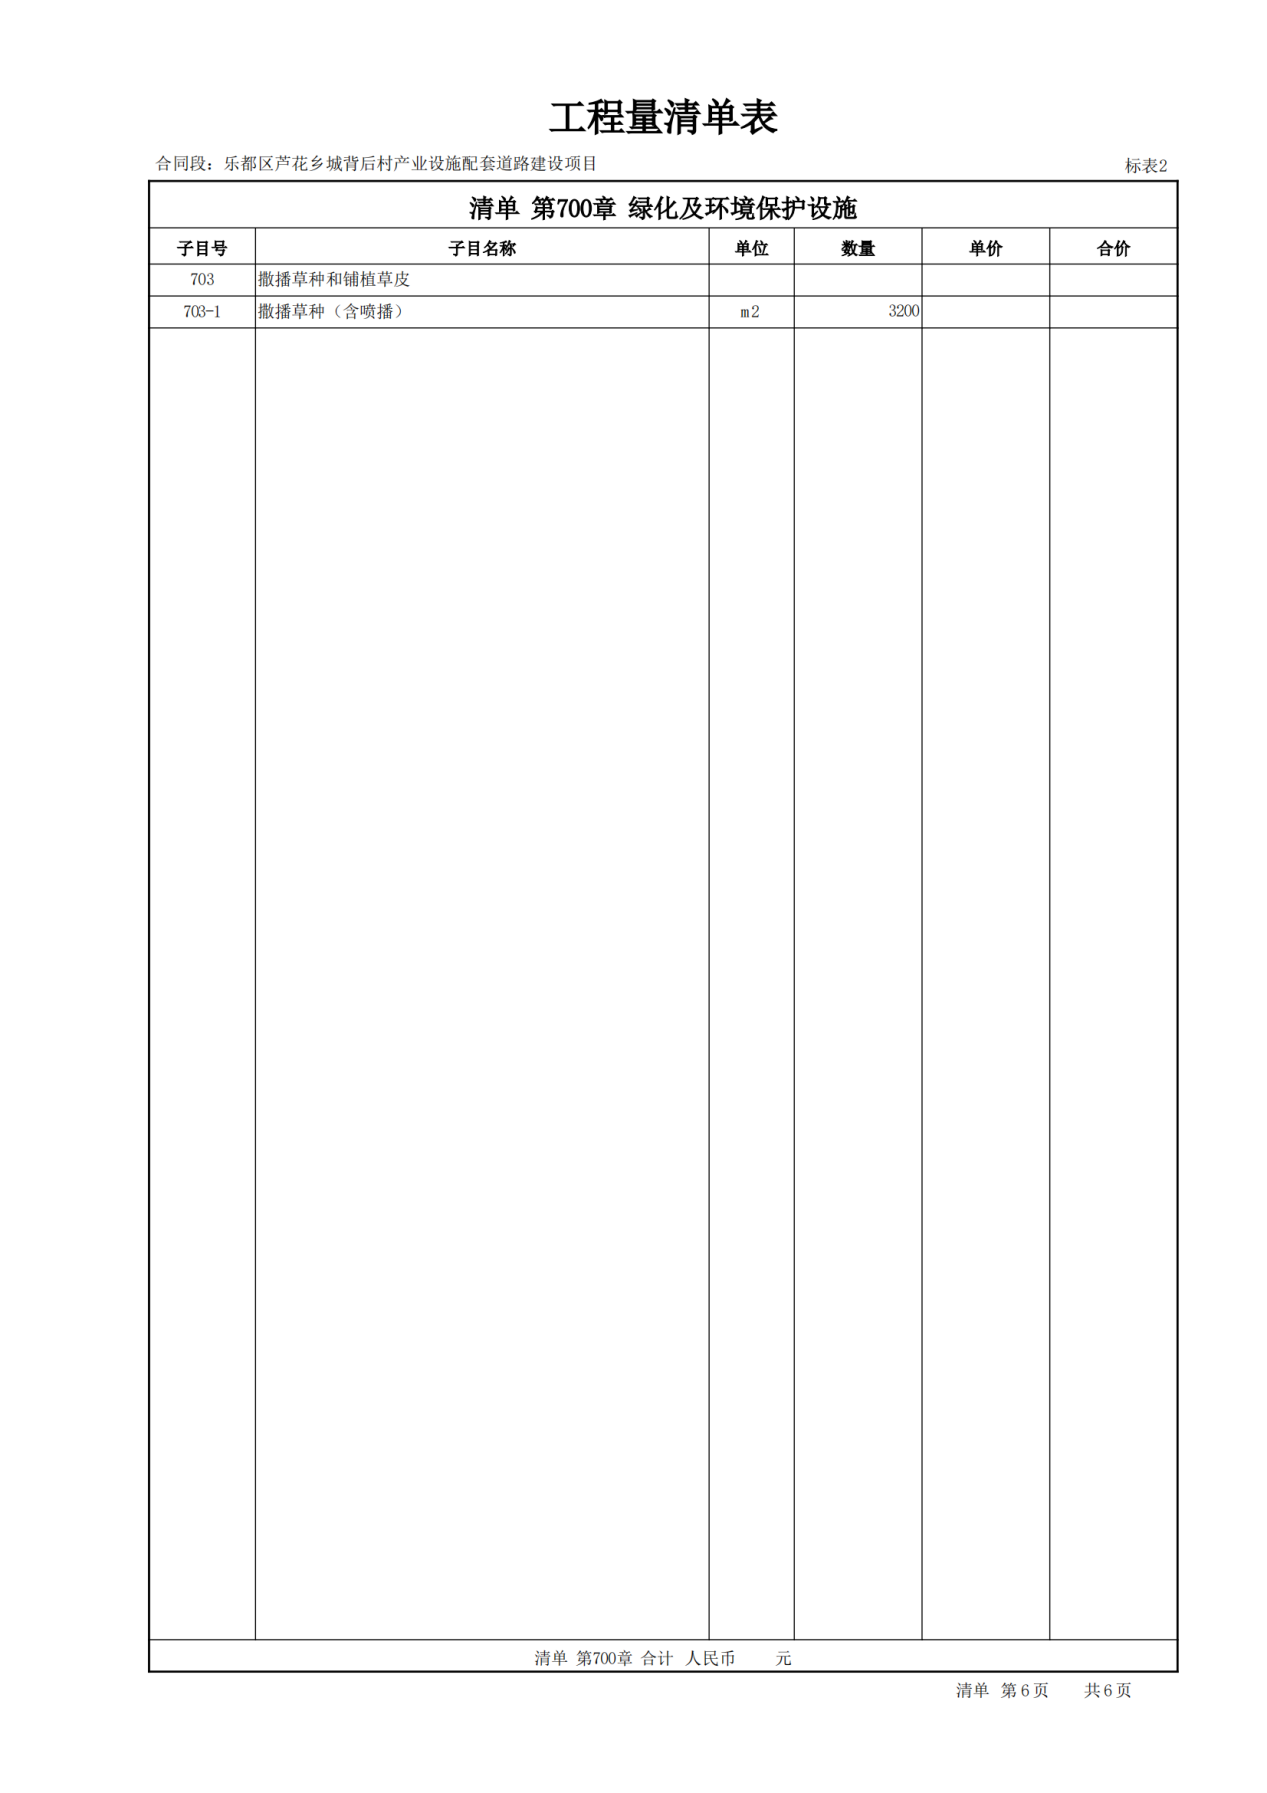 工程量清单表
合同段：乐都区芦花乡城背后村产业设施配套道路建设项目 标表2
清单 第700章 绿化及环境保护设施
子目号 子目名称 单位 数量 单价 合价
703 撒播草种和铺植草皮
703-1 撒播草种（含喷播） m2 3200
清单 第700章 合计 人民币 元
清单 第6页 共6页